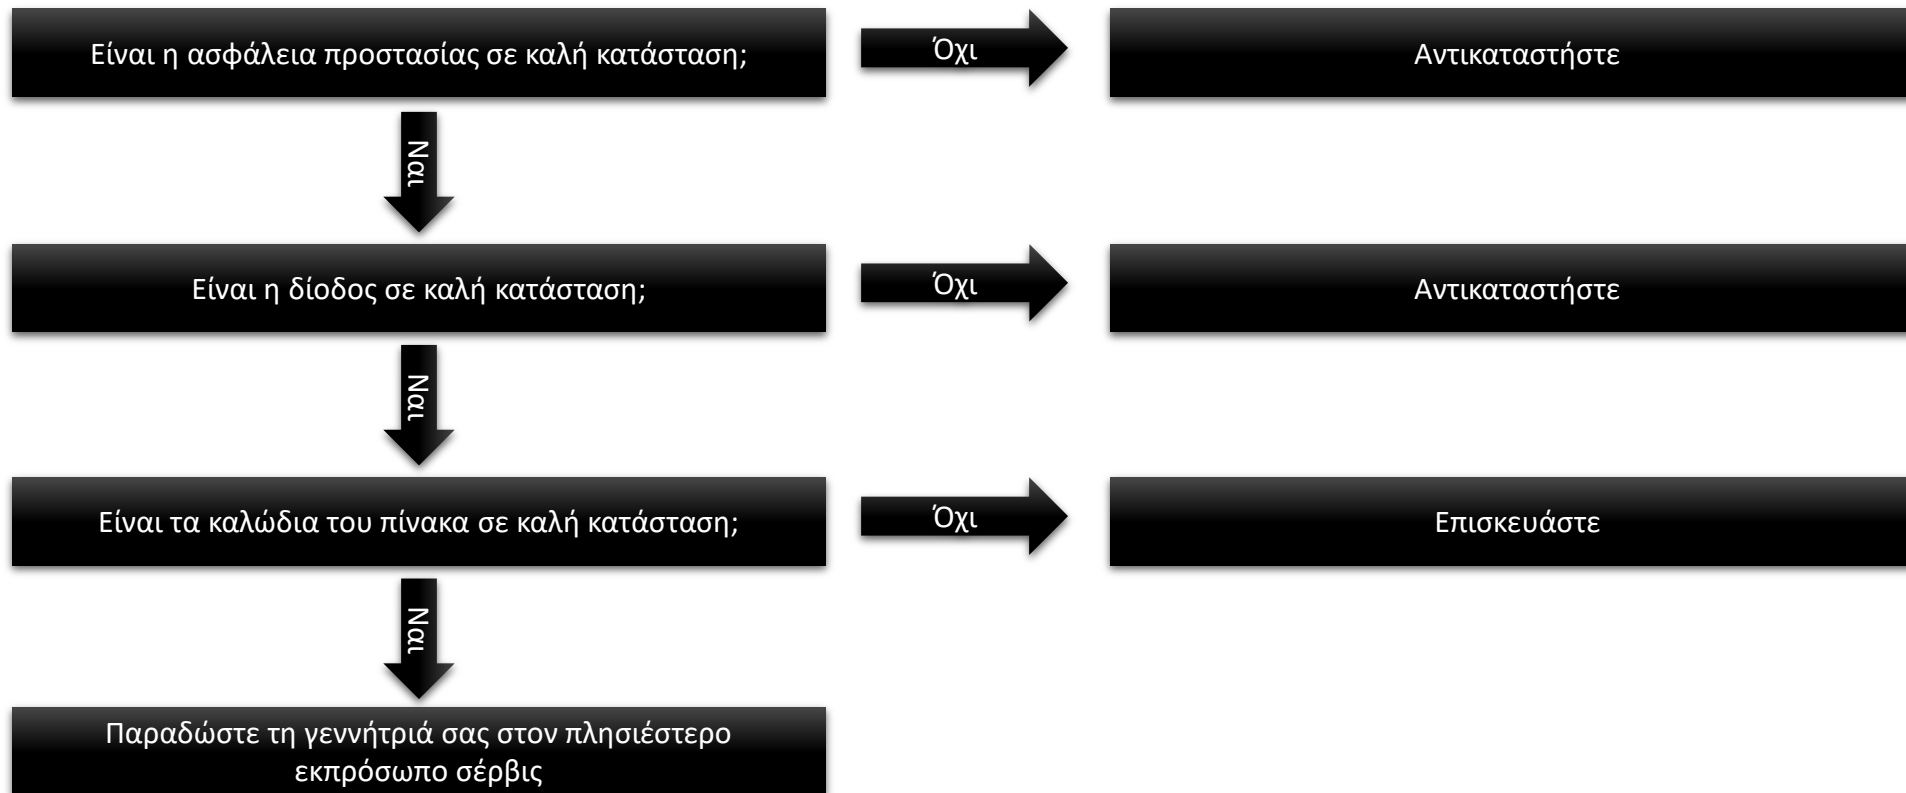 Είναι η ασφάλεια προστασίας σε καλή κατάσταση;
Όχι
Αντικαταστήστε
Ναι
Είναι η δίοδος σε καλή κατάσταση;
Όχι
Αντικαταστήστε
Ναι
Είναι τα καλώδια του πίνακα σε καλή κατάσταση;
Όχι
Επισκευάστε
Ναι
Παραδώστε τη γεννήτριά σας στον πλησιέστερο
εκπρόσωπο σέρβις